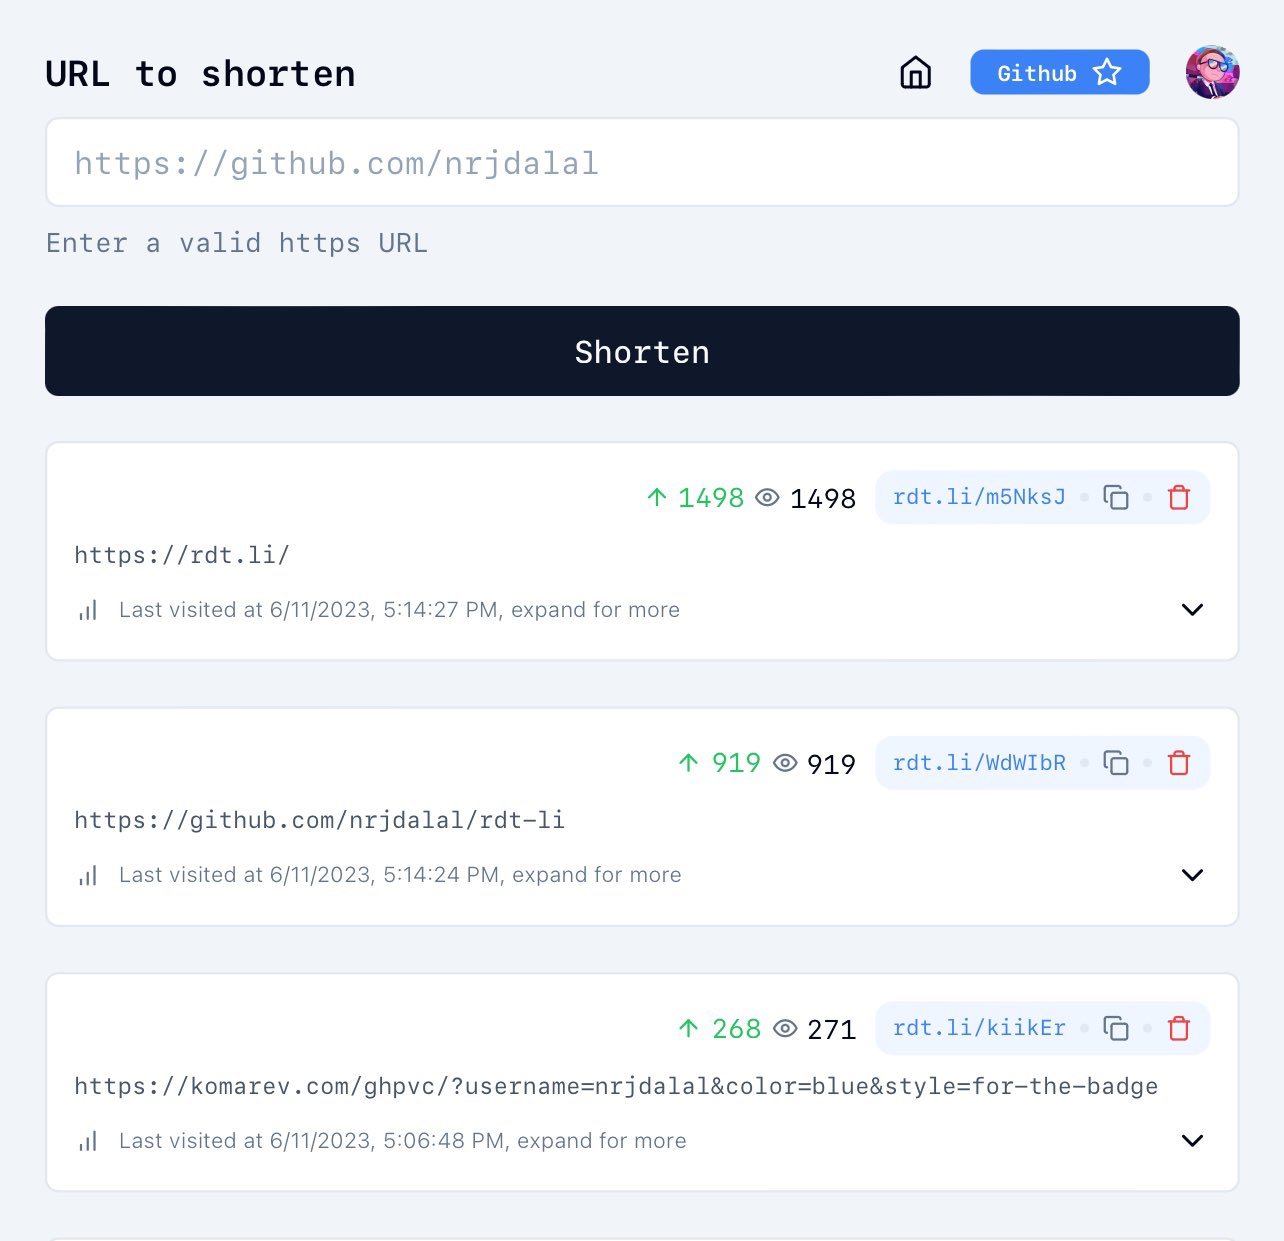 URL to shorten
Github
https://github.com/nrjdalal
Enter a valid https URL
Shorten
1498 1498 rdt.li/m5NksJ
https://rdt.li/
Last visited at 6/11/2023, 5:14:27 PM, expand for more
919 919 rdt.li/WdWIbR
https://github.com/nrjdalal/rdt-li
Last visited at 6/11/2023, 5:14:24 PM, expand for more
268 271 rdt.li/kiikEr
https://komarev.com/ghpvc/?username=nrjdalal&color=blue&style=for-the-badge
Last visited at 6/11/2023, 5:06:48 PM, expand for more